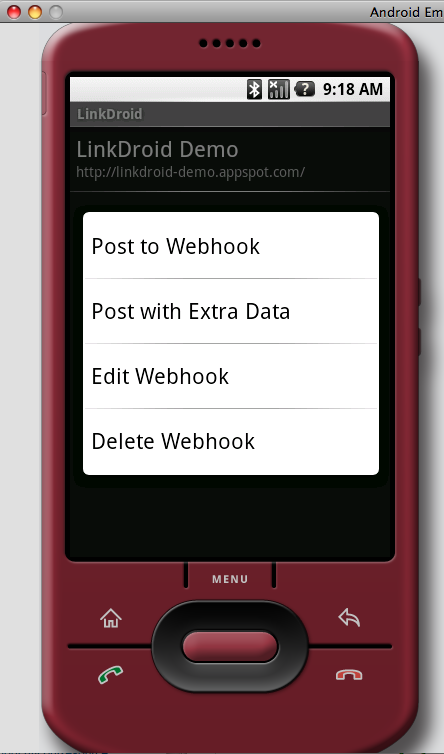 Android Em
9:18 AM
LinkDroid
LinkDroid Demo
http://linkdroid-demo.appspot.com/
Post to Webhook
Post with Extra Data
Edit Webhook
Delete Webhook
MENU